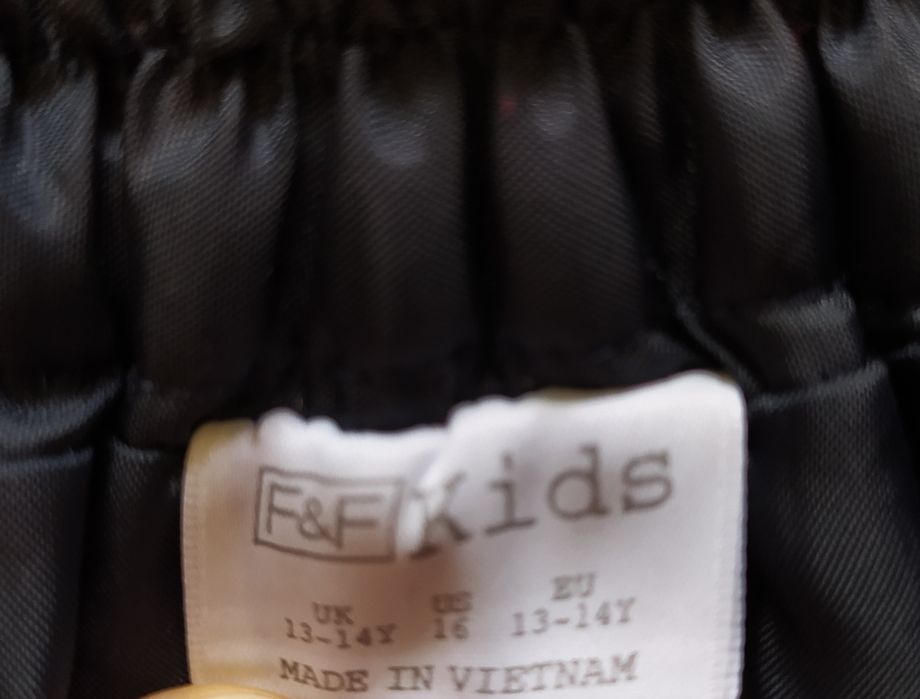 F&F Kids
UK US EU
13-14Y 16 13-14Y
MADE IN VIETNAM